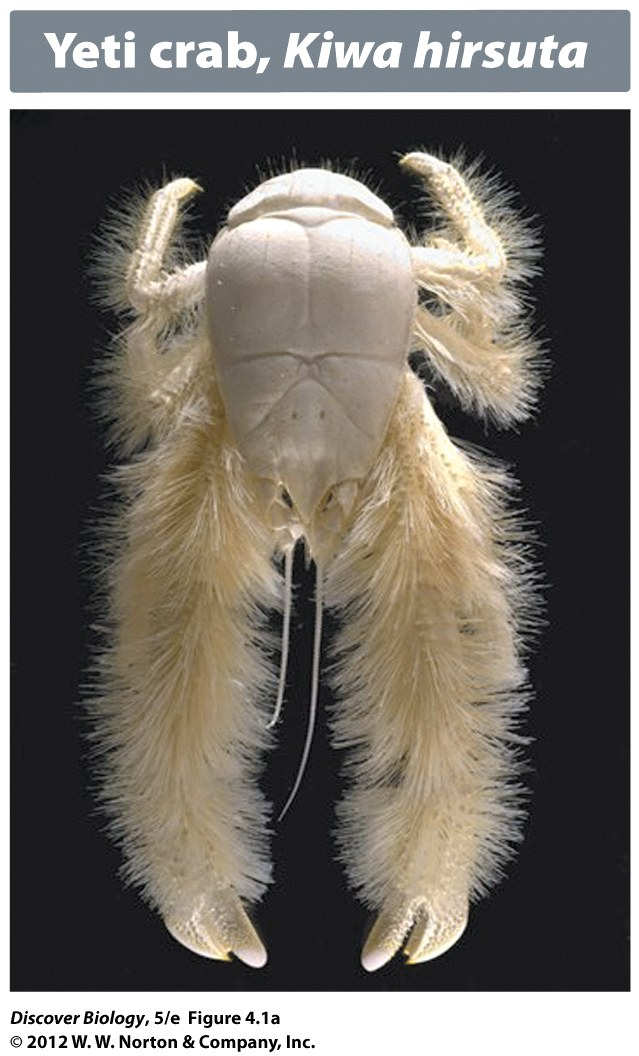 Yeti crab, Kiwa hirsuta
Discover Biology, 5/e Figure 4.1a
© 2012 W. W. Norton & Company, Inc.